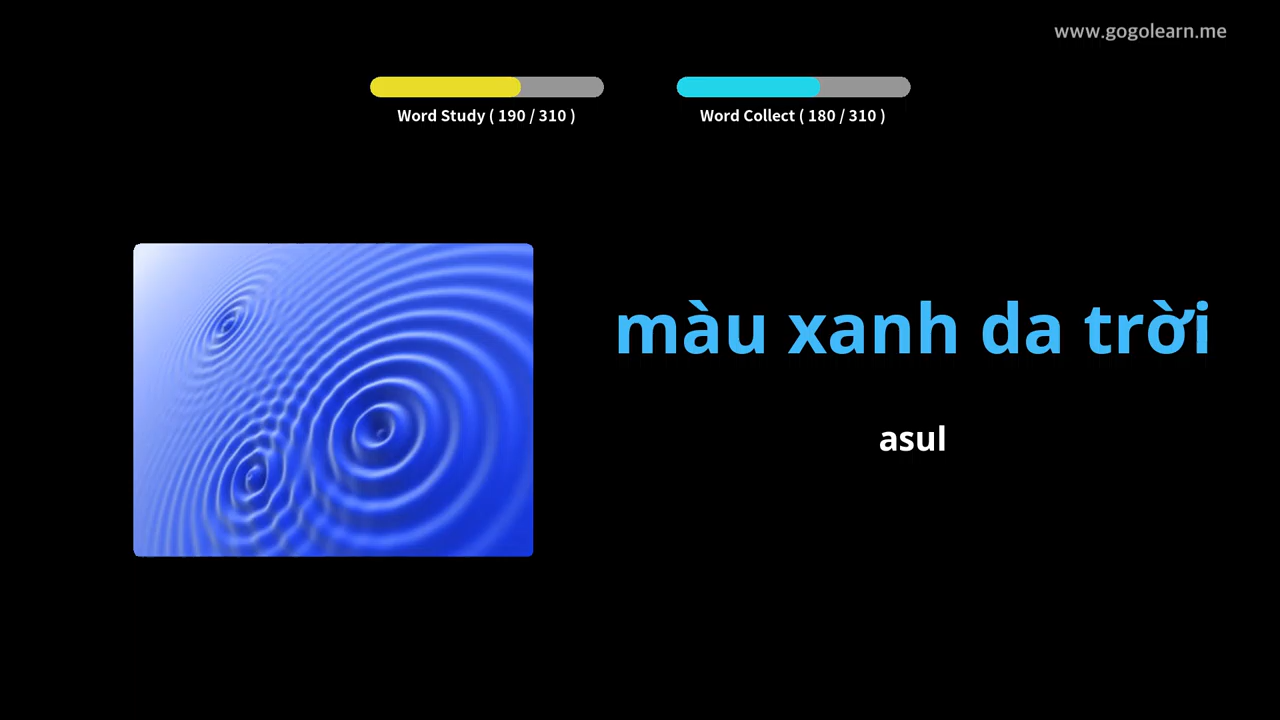 www.gogolearn.me
Word Study ( 190 / 310 )
Word Collect ( 180 / 310 )
màu xanh da trời
asul